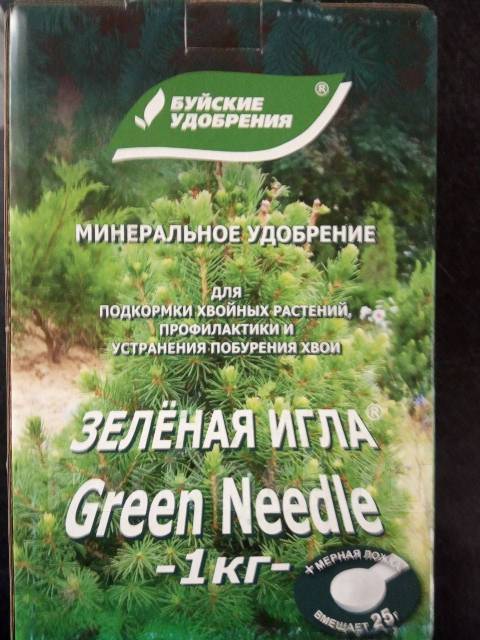 БУЙСКИЕ
УДОБРЕНИЯ ®
МИНЕРАЛЬНОЕ УДОБРЕНИЕ
ДЛЯ
ПОДКОРМКИ ХВОЙНЫХ РАСТЕНИЙ,
ПРОФИЛАКТИКИ И
УСТРАНЕНИЯ ПОБУРЕНИЯ ХВОИ
ЗЕЛЁНАЯ ИГЛА®
Green Needle
-1кг-
+ МЕРНАЯ
ВМЕЩАЕТ 25г